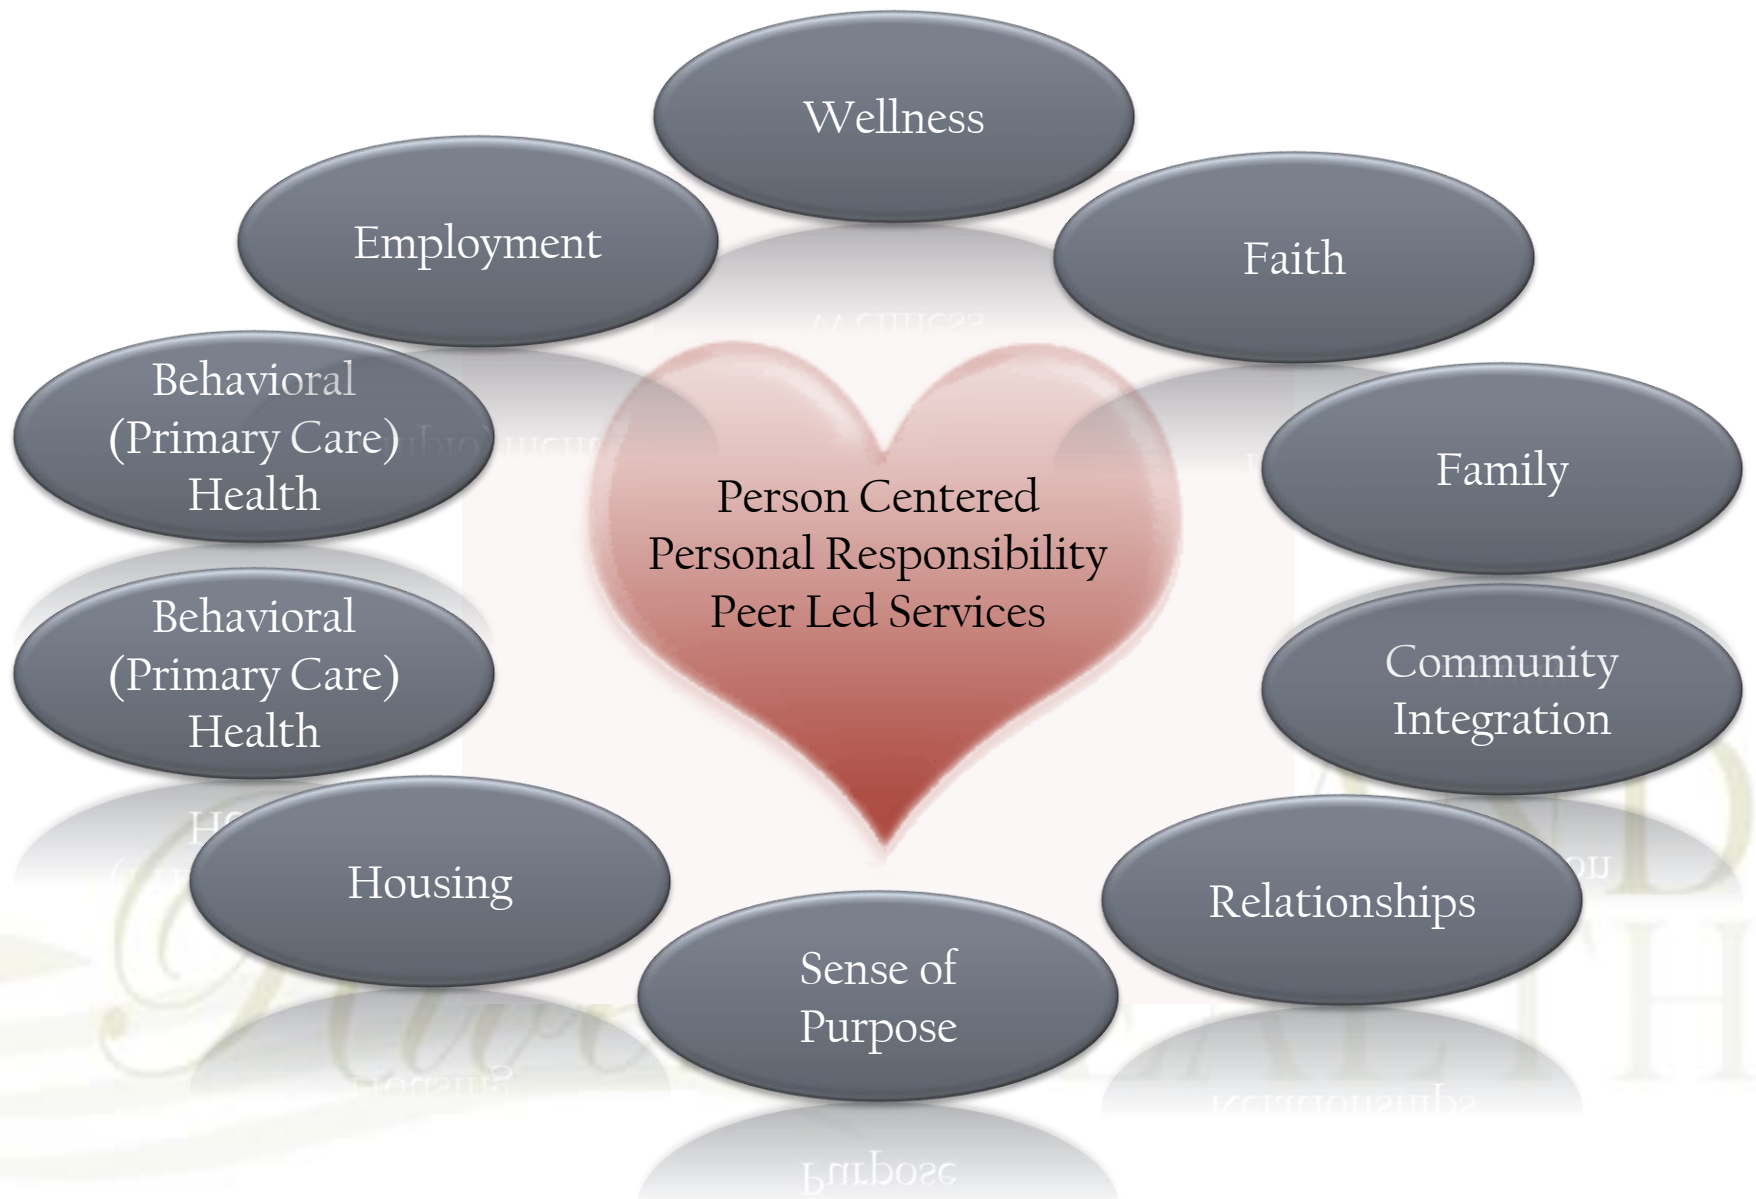 Wellness
Employment
Faith
Behavioral
(Primary Care)
Health
Family
Person Centered
Personal Responsibility
Peer Led Services
Behavioral
(Primary Care)
Health
Community
Integration
Housing
Relationships
Sense of
Purpose